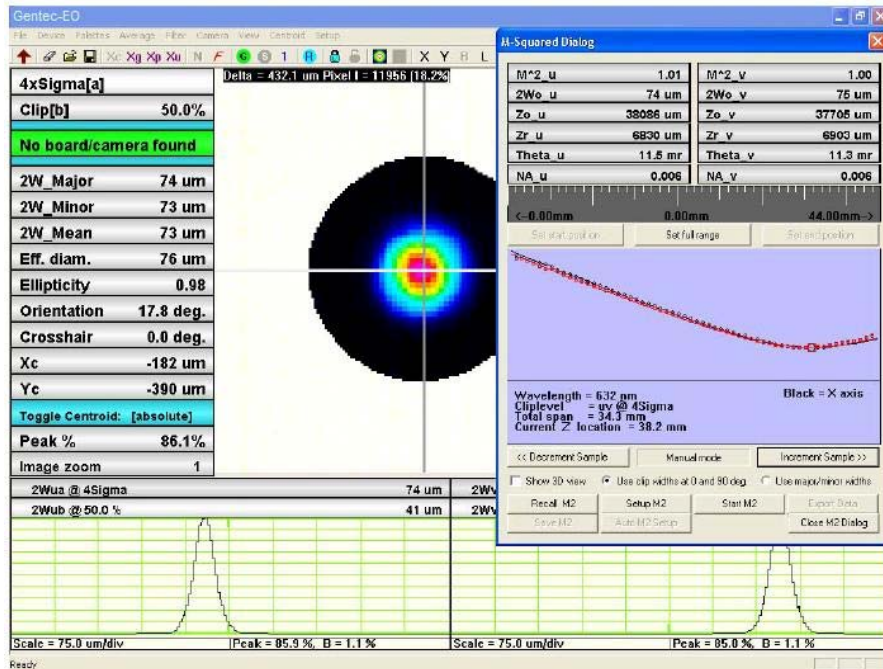 Gentec-EO
File Device Palettes Average Filter Camera View Centroid Setup
Xc Xg Xp Xu N F G S 1 A X Y B L
4xSigma[a]
Clip[b] 50.0%
No board/camera found
2W_Major 74 um
2W_Minor 73 um
2W_Mean 73 um
Eff. diam. 76 um
Ellipticity 0.98
Orientation 17.8 deg.
Crosshair 0.0 deg.
Xc -182 um
Yc -390 um
Toggle Centroid: [absolute]
Peak % 86.1%
Image zoom 1
Delta = 432.1 um Pixel I = 11956 [18.2%]
M-Squared Dialog
M^2_u 1.01 M^2_v 1.00
2Wo_u 74 um 2Wo_v 75 um
Zo_u 38086 um Zo_v 37705 um
Zr_u 6830 um Zr_v 6903 um
Theta_u 11.5 mr Theta_v 11.3 mr
NA_u 0.006 NA_v 0.006
<-0.00mm 0.00mm 44.00mm->
Set start position Set full range Set end position
Wavelength = 632 nm Black = X axis
Cliplevel = uv @ 4Sigma
Total span = 34.3 mm
Current Z location = 38.2 mm
<< Decrement Sample Manual mode Increment Sample >>
Show 3D view Use clip widths at 0 and 90 deg. Use major/minor widths
Recall M2 Setup M2 Start M2 Export Data
Save M2 Auto M2 Setup Close M2 Dialog
2Wua @ 4Sigma 74 um 2Wv
2Wub @ 50.0 % 41 um 2Wv
Scale = 75.0 um/div Peak = 85.9 %, B = 1.1 % Scale = 75.0 um/div Peak = 85.0 %, B = 1.1 %
Ready